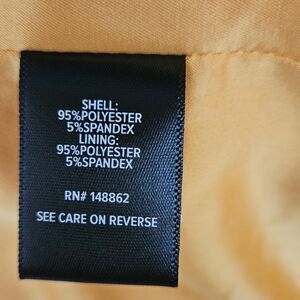 SHELL:
95%POLYESTER
5%SPANDEX
LINING:
95%POLYESTER
5%SPANDEX
RN# 148862
SEE CARE ON REVERSE